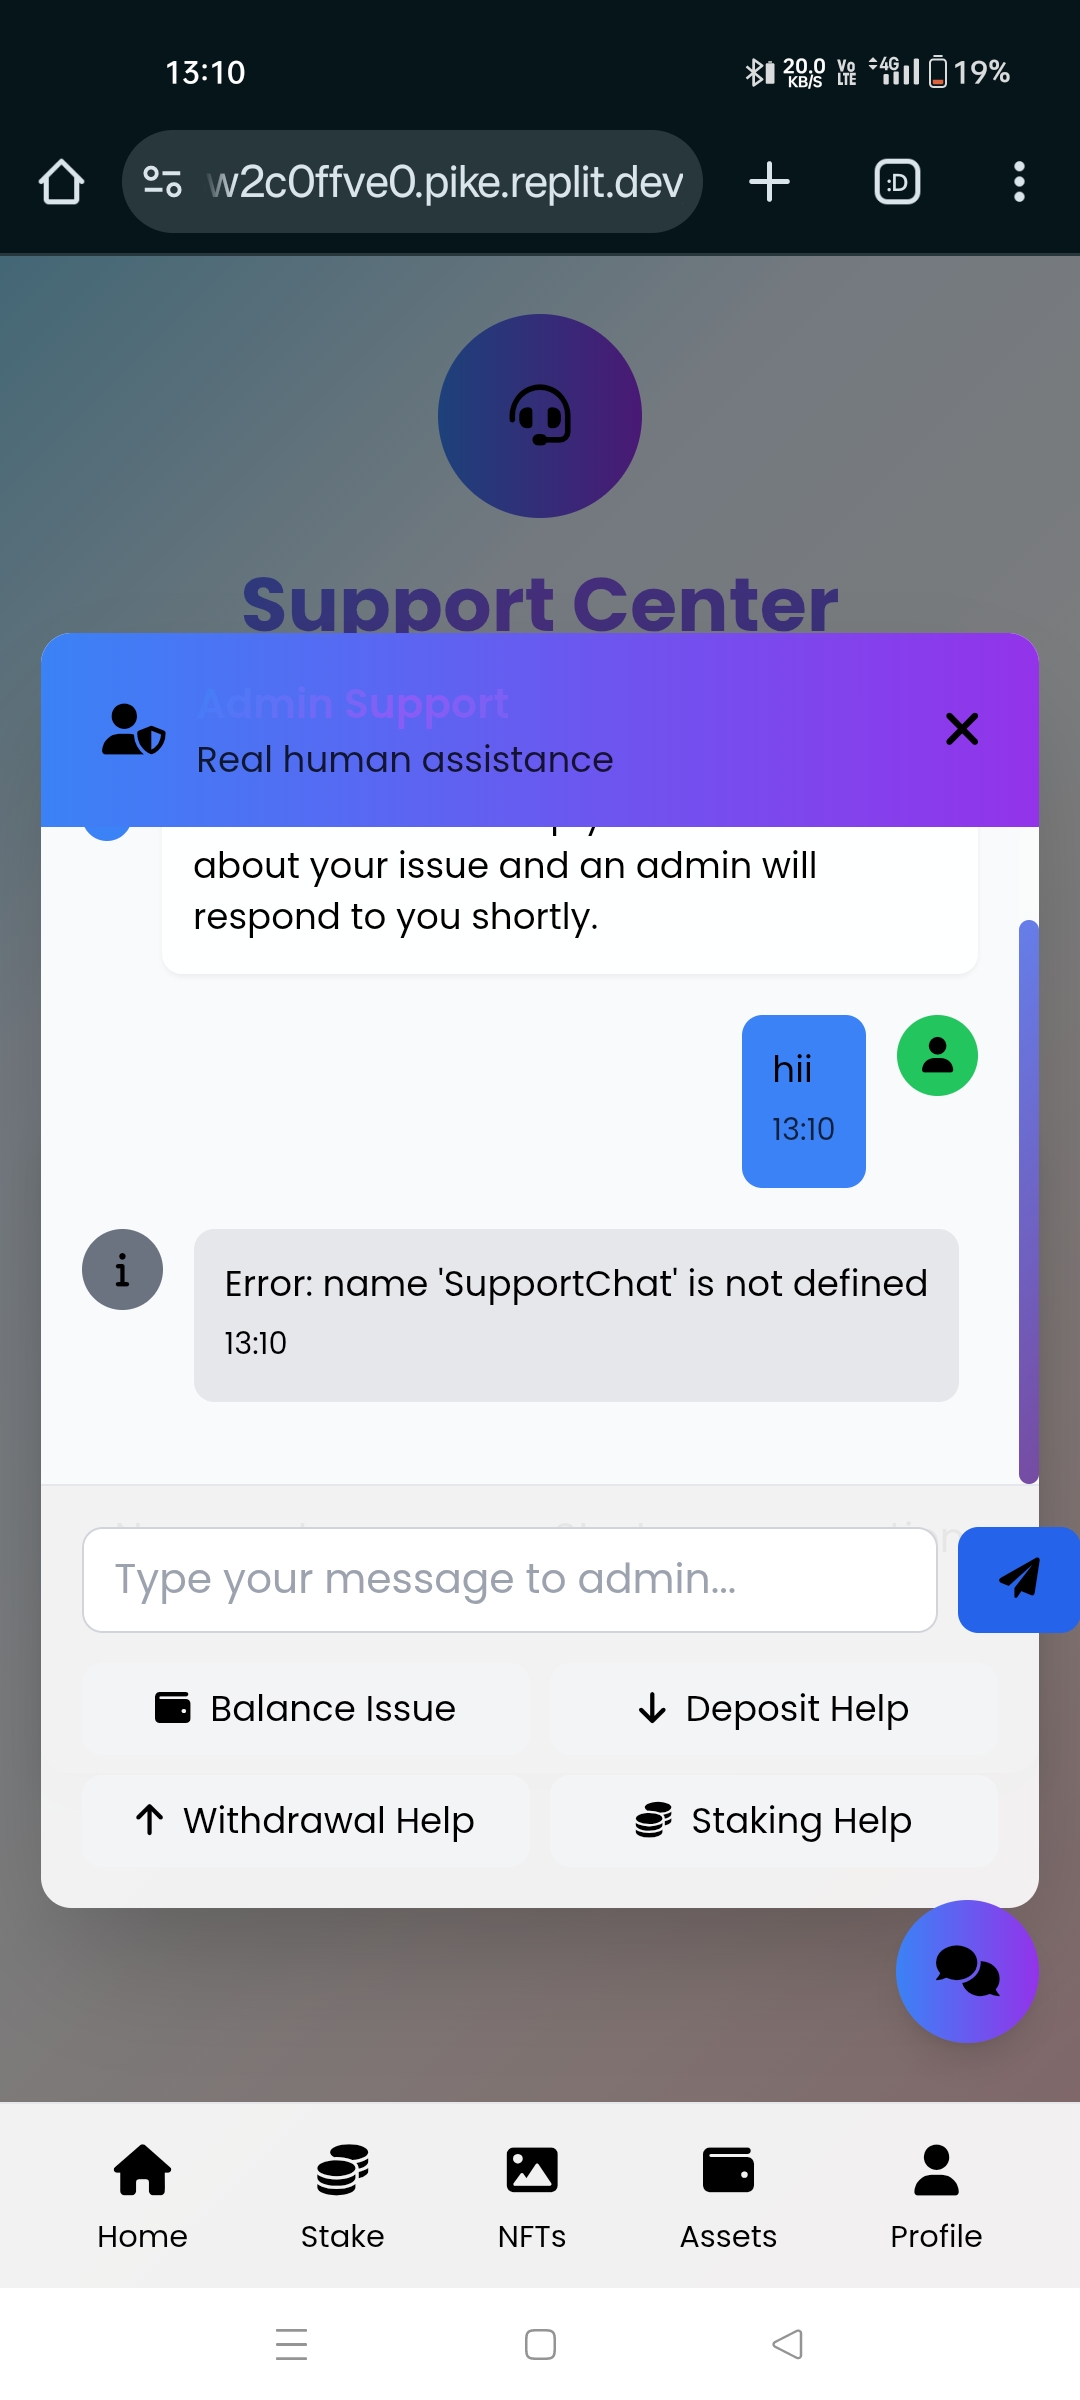 13:10
20.0 KB/S Vo LTE 4G 19%
w2c0ffve0.pike.replit.dev
:D
Support Center
Admin Support
Real human assistance
about your issue and an admin will
respond to you shortly.
hii
13:10
i
Error: name 'SupportChat' is not defined
13:10
Type your message to admin...
Balance Issue
Deposit Help
Withdrawal Help
Staking Help
Home
Stake
NFTs
Assets
Profile